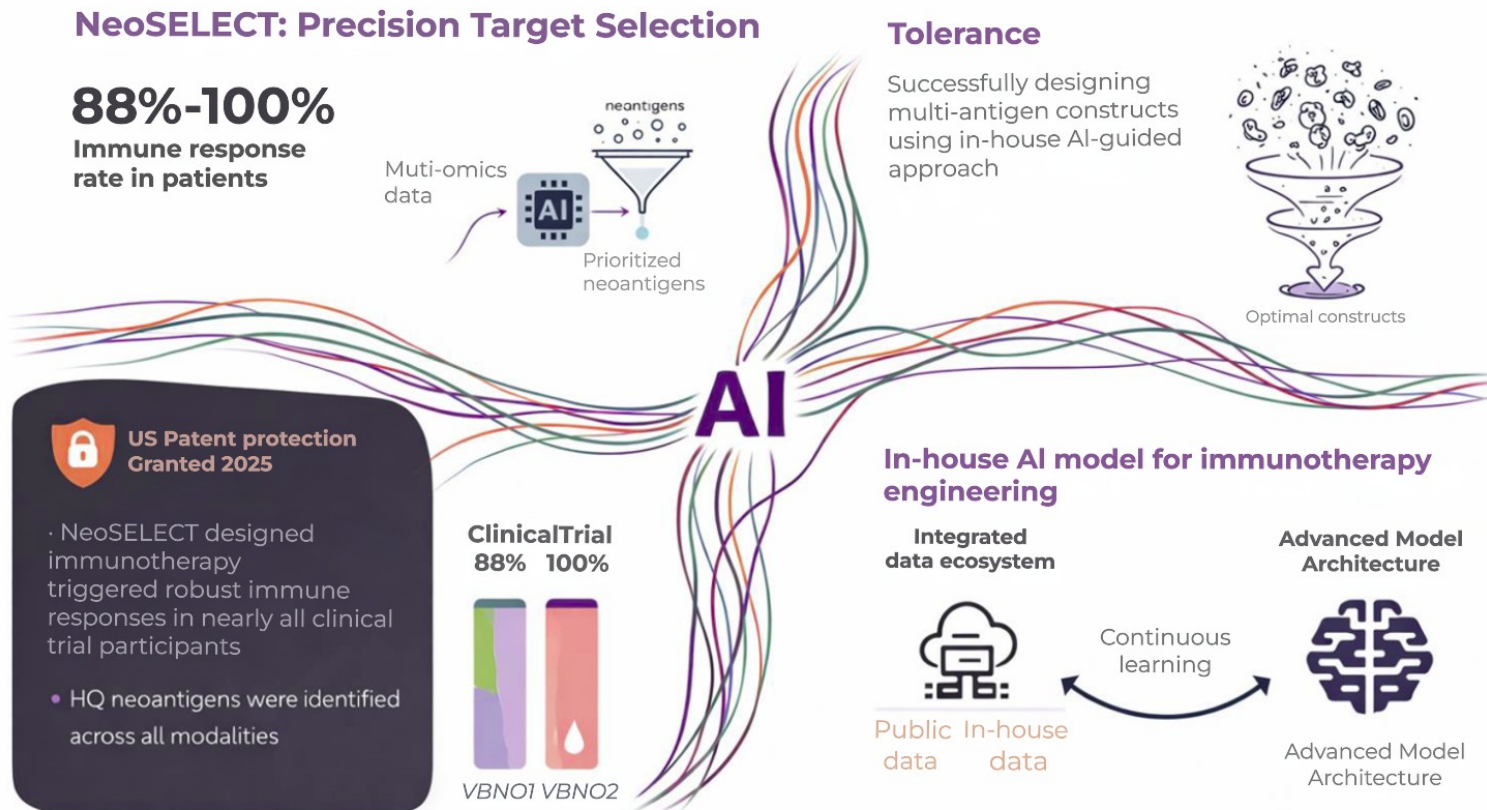 NeoSELECT: Precision Target Selection
88%-100%
Immune response
rate in patients
neantigens
Muti-omics
data
AI
Prioritized
neoantigens
Tolerance
Successfully designing
multi-antigen constructs
using in-house AI-guided
approach
Optimal constructs
AI
US Patent protection
Granted 2025
· NeoSELECT designed
immunotherapy
triggered robust immune
responses in nearly all clinical
trial participants
• HQ neoantigens were identified
across all modalities
ClinicalTrial
88% 100%
VBNO1 VBNO2
In-house AI model for immunotherapy
engineering
Integrated
data ecosystem
Public In-house
data data
Continuous
learning
Advanced Model
Architecture
Advanced Model
Architecture